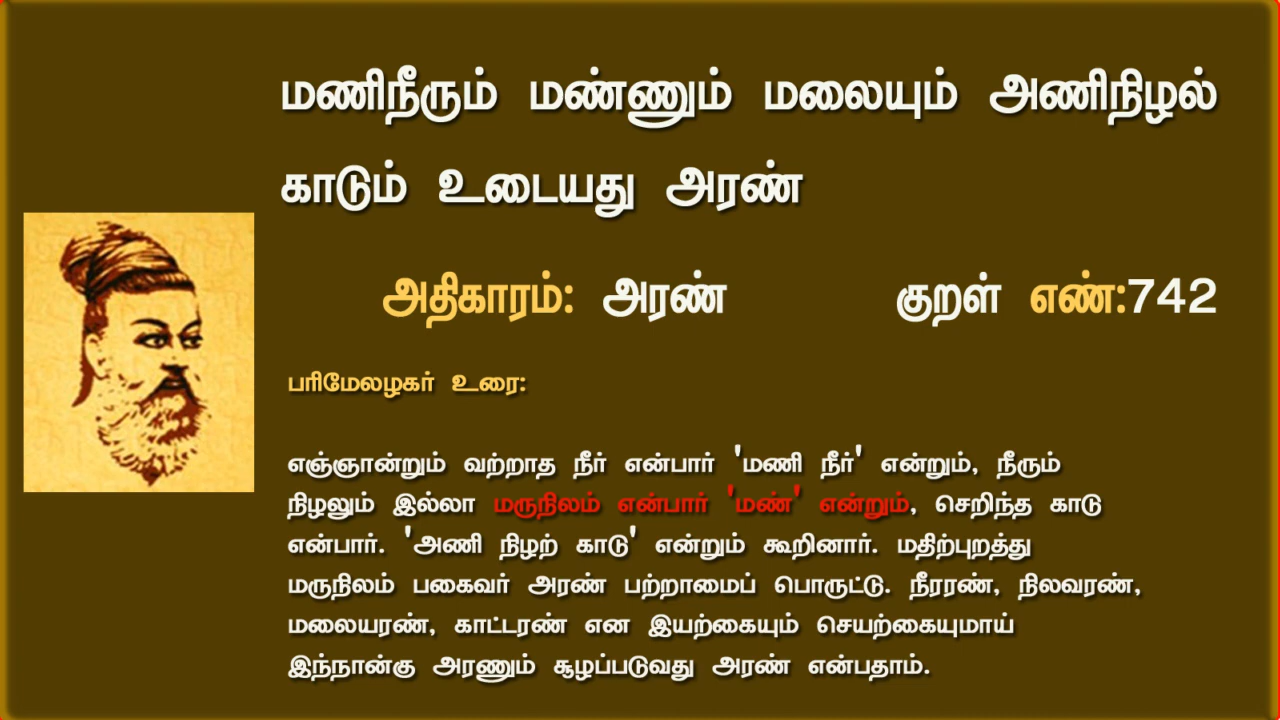 மணிநீரும் மண்ணும் மலையும் அணிநிழல்
காடும் உடையது அரண்
அதிகாரம்: அரண் குறள் எண்:742
பரிமேலழகர் உரை:
எஞ்ஞான்றும் வற்றாத நீர் என்பார் 'மணி நீர்' என்றும், நீரும்
நிழலும் இல்லா மருநிலம் என்பார் 'மண்' என்றும், செறிந்த காடு
என்பார். 'அணி நிழற் காடு' என்றும் கூறினார். மதிற்புறத்து
மருநிலம் பகைவர் அரண் பற்றாமைப் பொருட்டு. நீரரண், நிலவரண்,
மலையரண், காட்டரண் என இயற்கையும் செயற்கையுமாய்
இந்நான்கு அரணும் சூழப்படுவது அரண் என்பதாம்.